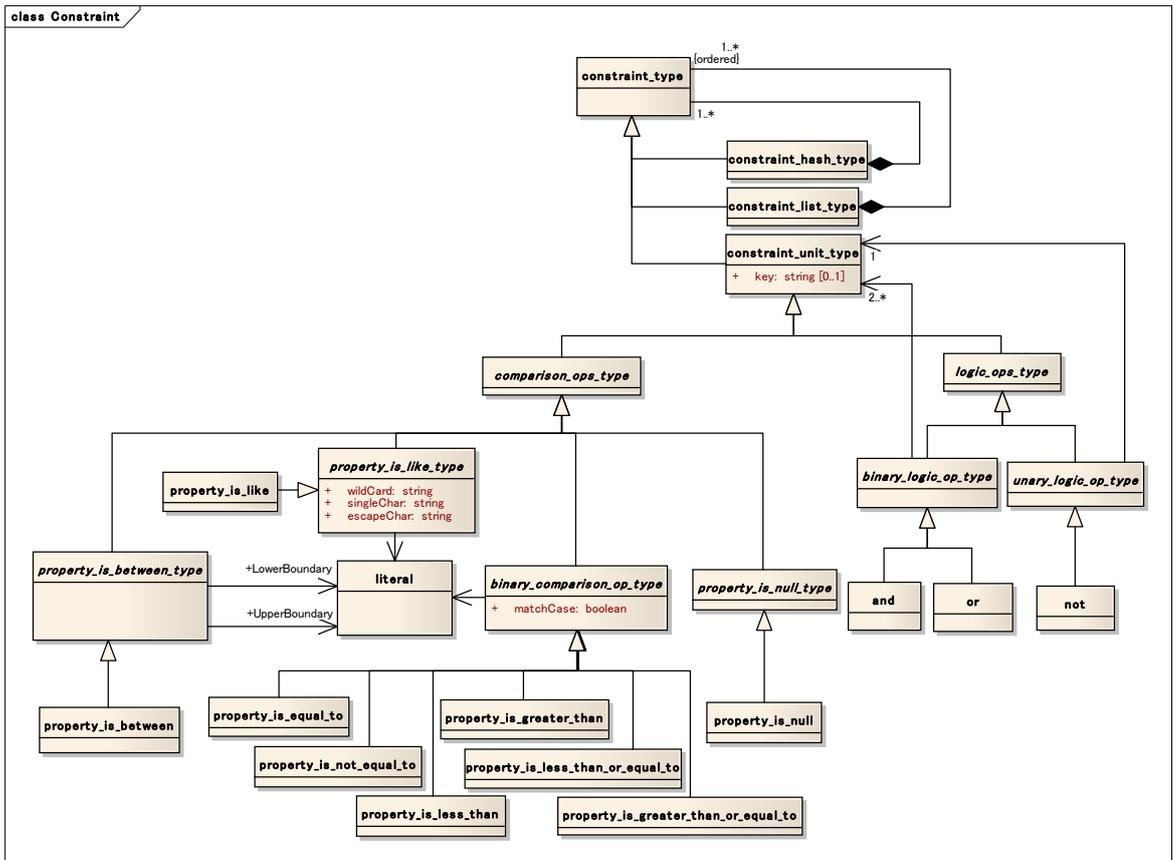 class Constraint
1..*
{ordered}
constraint_type
1..*
constraint_hash_type
constraint_list_type
constraint_unit_type
+ key: string [0..1]
1
2..*
comparison_ops_type
logic_ops_type
property_is_like_type
+ wildCard: string
+ singleChar: string
+ escapeChar: string
property_is_like
binary_logic_op_type
unary_logic_op_type
property_is_between_type
+LowerBoundary
+UpperBoundary
literal
binary_comparison_op_type
+ matchCase: boolean
property_is_null_type
and
or
not
property_is_between
property_is_equal_to
property_is_greater_than
property_is_null
property_is_not_equal_to
property_is_less_than_or_equal_to
property_is_less_than
property_is_greater_than_or_equal_to